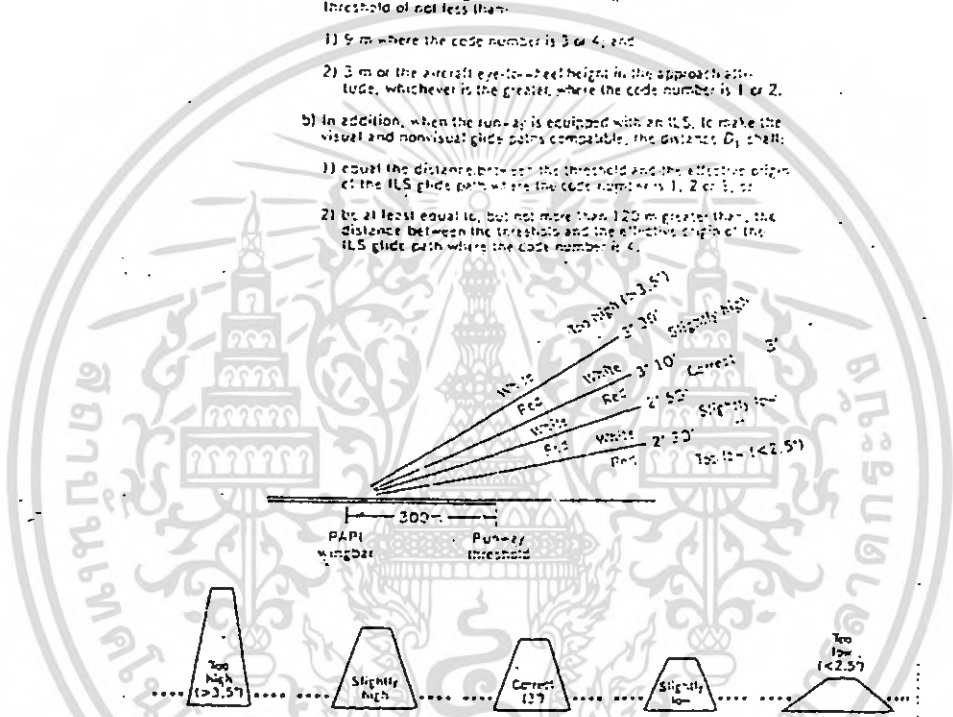 threshold of not less than
1) 9 m where the code number is 3 or 4; and
2) 3 m or the aircraft eye-to-wheel height in the approach atti-
tude, whichever is the greater, where the code number is 1 or 2.
b) In addition, when the runway is equipped with an ILS, to make the
visual and nonvisual glide paths compatible, the distance D₁ shall:
1) equal the distance between the threshold and the effective origin
of the ILS glide path where the code number is 1, 2 or 3, or
2) be at least equal to, but not more than 120 m greater than, the
distance between the threshold and the effective origin of the
ILS glide path where the code number is 4.
Too high (>3.5°)
3° 30'
Slightly high
White
White
3° 10'
Correct
3°
Red
Red
2° 50'
Slightly low
White
White
2° 30'
Red
Red
Too low (<2.5°)
300 m
PAPI
wingbar
Runway
threshold
Too
high
(>3.5°)
Slightly
high
Correct
(3°)
Slightly
low
Too
low
(<2.5°)